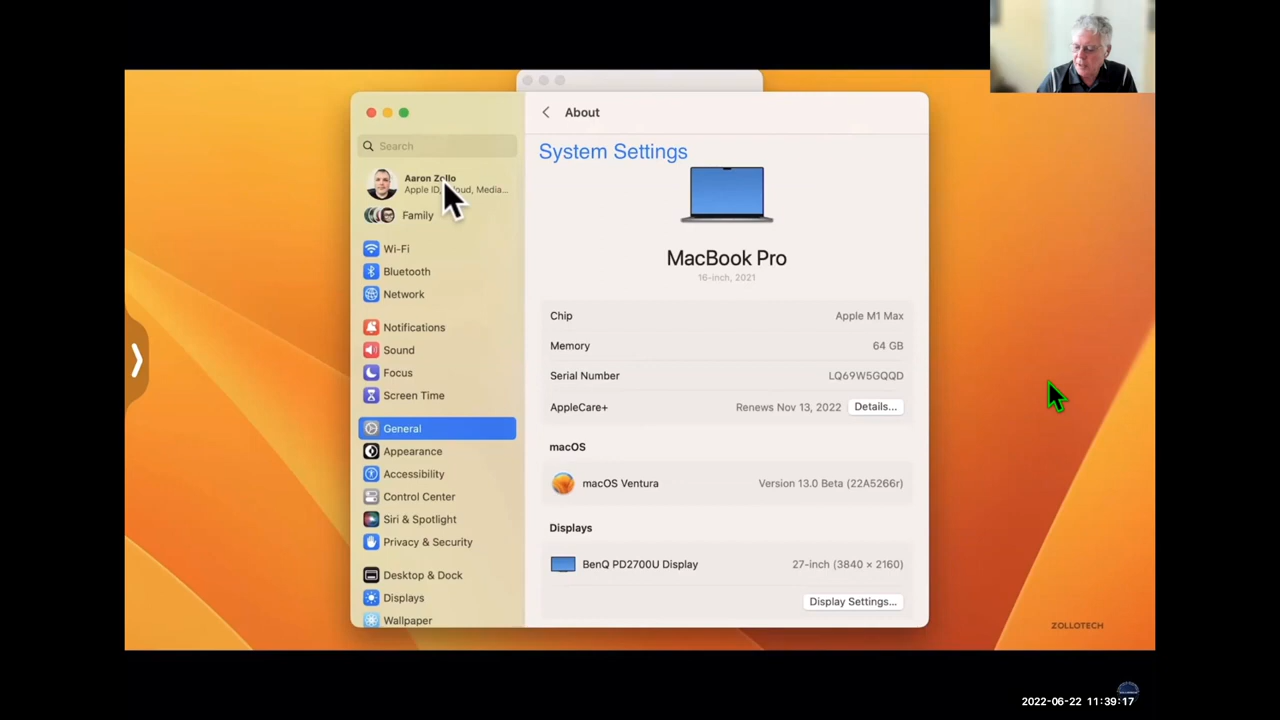 About
Search
System Settings
Aaron Zollo
Apple ID, Media...
Family
Wi-Fi
Bluetooth
Network
Notifications
Sound
Focus
Screen Time
General
Appearance
Accessibility
Control Center
Siri & Spotlight
Privacy & Security
Desktop & Dock
Displays
Wallpaper
MacBook Pro
16-inch, 2021
Chip Apple M1 Max
Memory 64 GB
Serial Number LQ69W5GQQD
AppleCare+ Renews Nov 13, 2022 Details...
macOS
macOS Ventura Version 13.0 Beta (22A5266r)
Displays
BenQ PD2700U Display 27-inch (3840 × 2160)
Display Settings...
ZOLLOTECH
2022-06-22 11:39:17